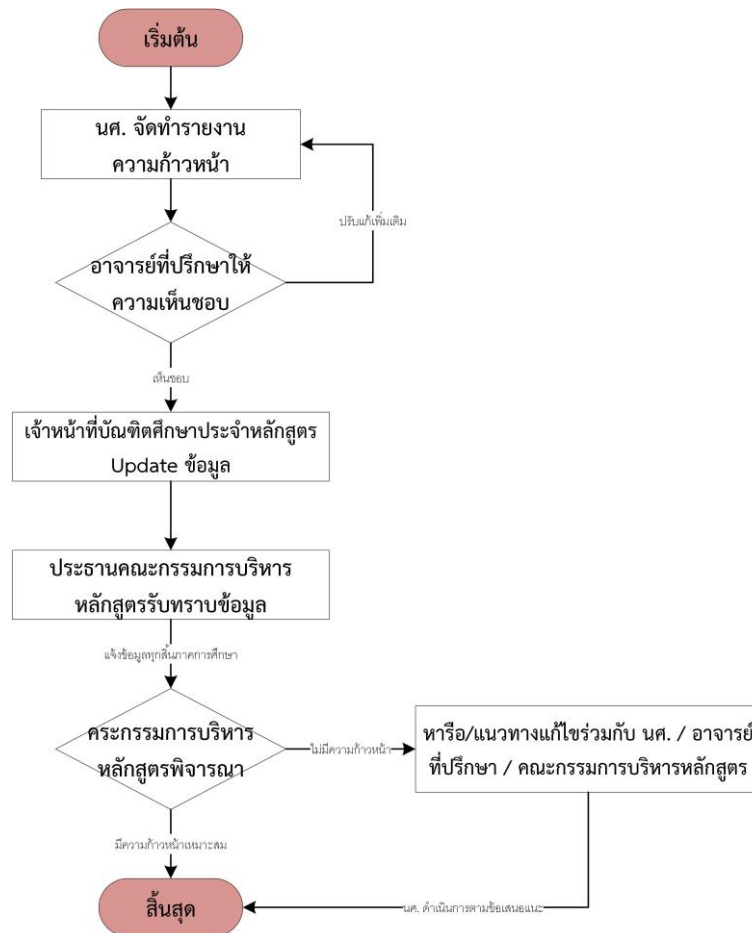 เริ่มต้น
นศ. จัดทำรายงาน
ความก้าวหน้า
ปรับแก้เพิ่มเติม
อาจารย์ที่ปรึกษาให้
ความเห็นชอบ
เห็นชอบ
เจ้าหน้าที่บัณฑิตศึกษาประจำหลักสูตร
Update ข้อมูล
ประธานคณะกรรมการบริหาร
หลักสูตรรับทราบข้อมูล
แจ้งข้อมูลทุกสิ้นภาคการศึกษา
คระกรรมการบริหาร
หลักสูตรพิจารณา
ไม่มีความก้าวหน้า
หารือ/แนวทางแก้ไขร่วมกับ นศ. / อาจารย์
ที่ปรึกษา / คณะกรรมการบริหารหลักสูตร
มีความก้าวหน้าเหมาะสม
สิ้นสุด
นศ. ดำเนินการตามข้อเสนอแนะ